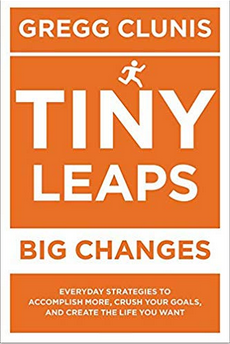 GREGG CLUNIS
TINY
LEAPS
BIG CHANGES
EVERYDAY STRATEGIES TO
ACCOMPLISH MORE, CRUSH YOUR GOALS,
AND CREATE THE LIFE YOU WANT